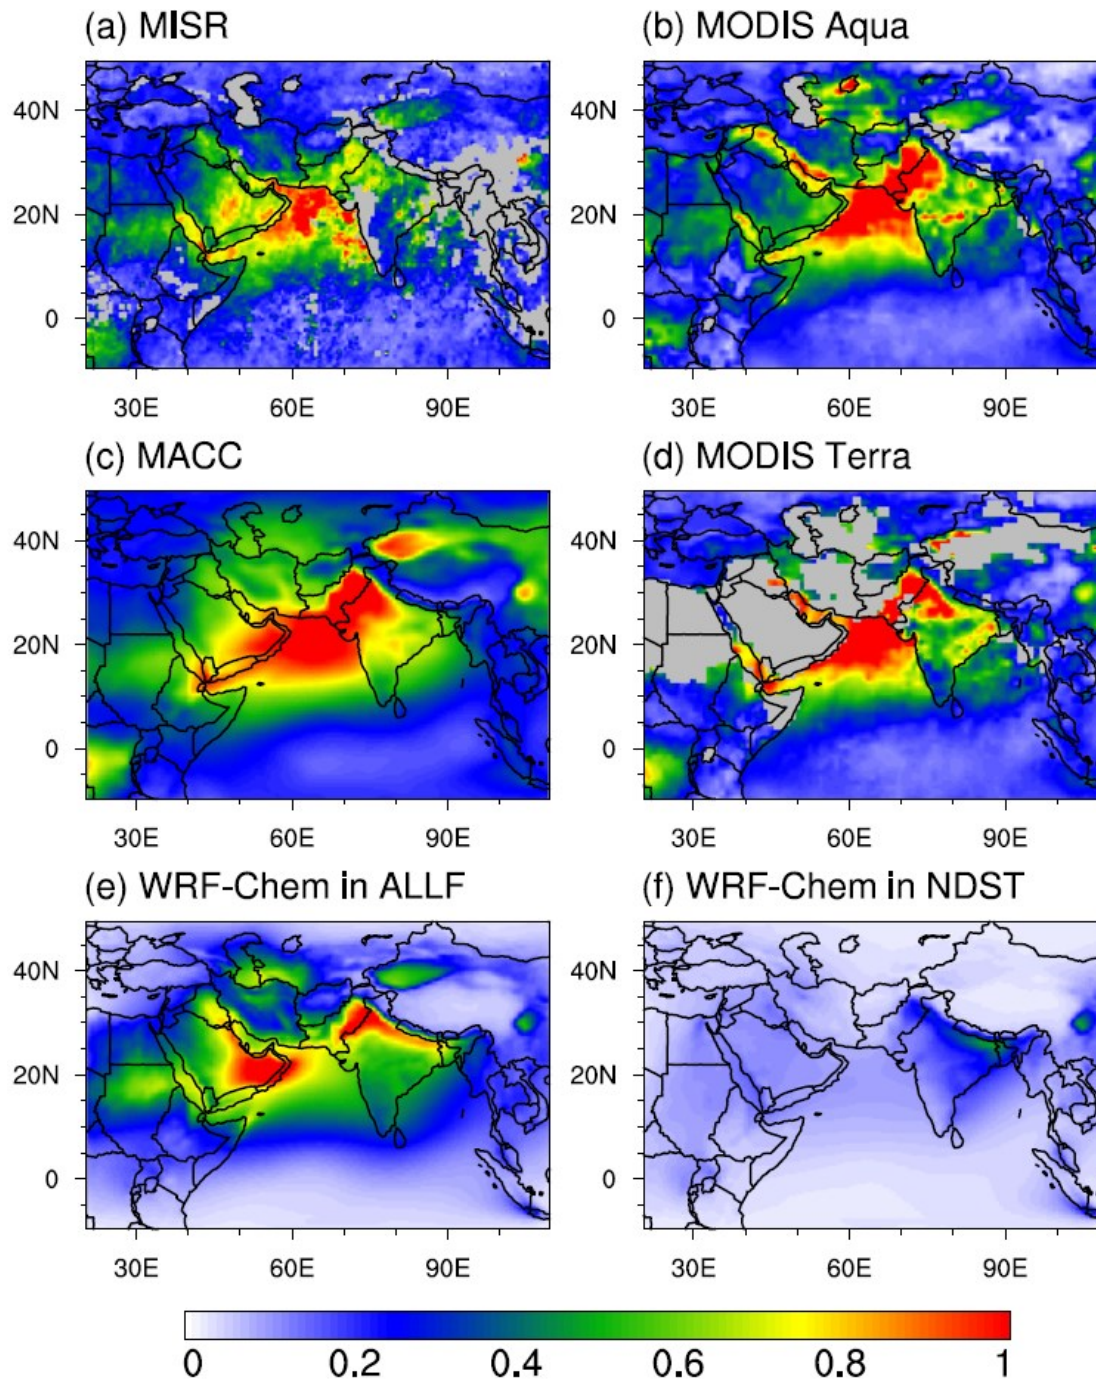 (a) MISR
(b) MODIS Aqua
40N
20N
0
30E 60E 90E
40N
20N
0
30E 60E 90E
(c) MACC
(d) MODIS Terra
40N
20N
0
30E 60E 90E
40N
20N
0
30E 60E 90E
(e) WRF-Chem in ALLF
(f) WRF-Chem in NDST
40N
20N
0
30E 60E 90E
40N
20N
0
30E 60E 90E
0 0.2 0.4 0.6 0.8 1